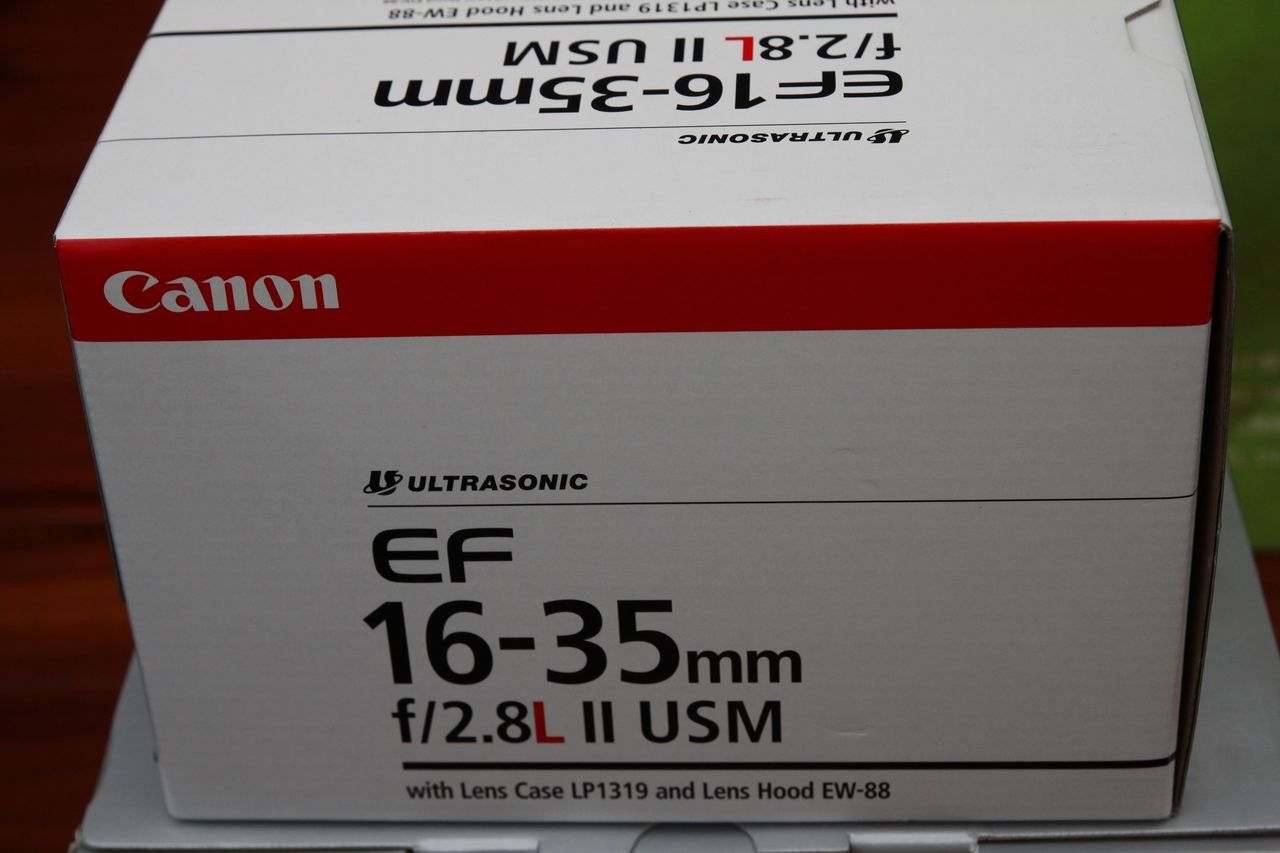 with Lens Case LP1319 and Lens Hood EW-88
f/2.8L II USM
EF16-35mm
ULTRASONIC
Canon
ULTRASONIC
EF
16-35mm
f/2.8L II USM
with Lens Case LP1319 and Lens Hood EW-88